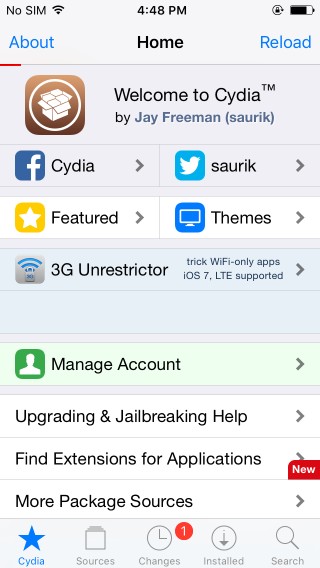 No SIM 4:48 PM
About Home Reload
Welcome to Cydia™
by Jay Freeman (saurik)
Cydia
saurik
Featured
Themes
3G Unrestrictor
trick WiFi-only apps
iOS 7, LTE supported
Manage Account
Upgrading & Jailbreaking Help
Find Extensions for Applications
New
More Package Sources
1
Cydia Sources Changes Installed Search